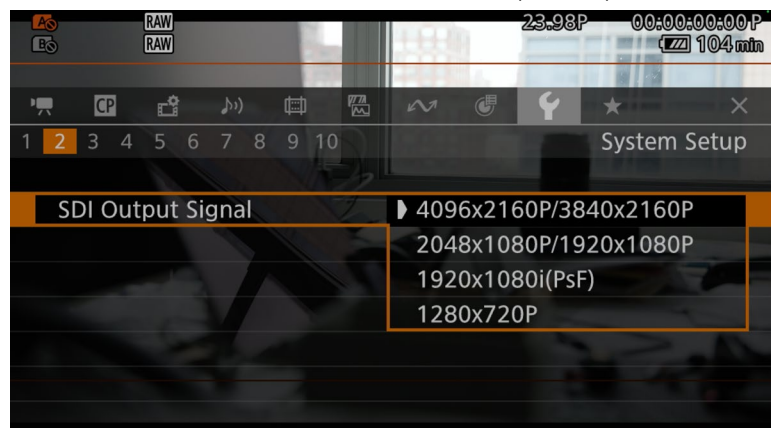 A RAW 23.98P 00:00:00:00 P
B RAW 104 min
CP
1 2 3 4 5 6 7 8 9 10 System Setup
SDI Output Signal
4096x2160P/3840x2160P
2048x1080P/1920x1080P
1920x1080i(PsF)
1280x720P